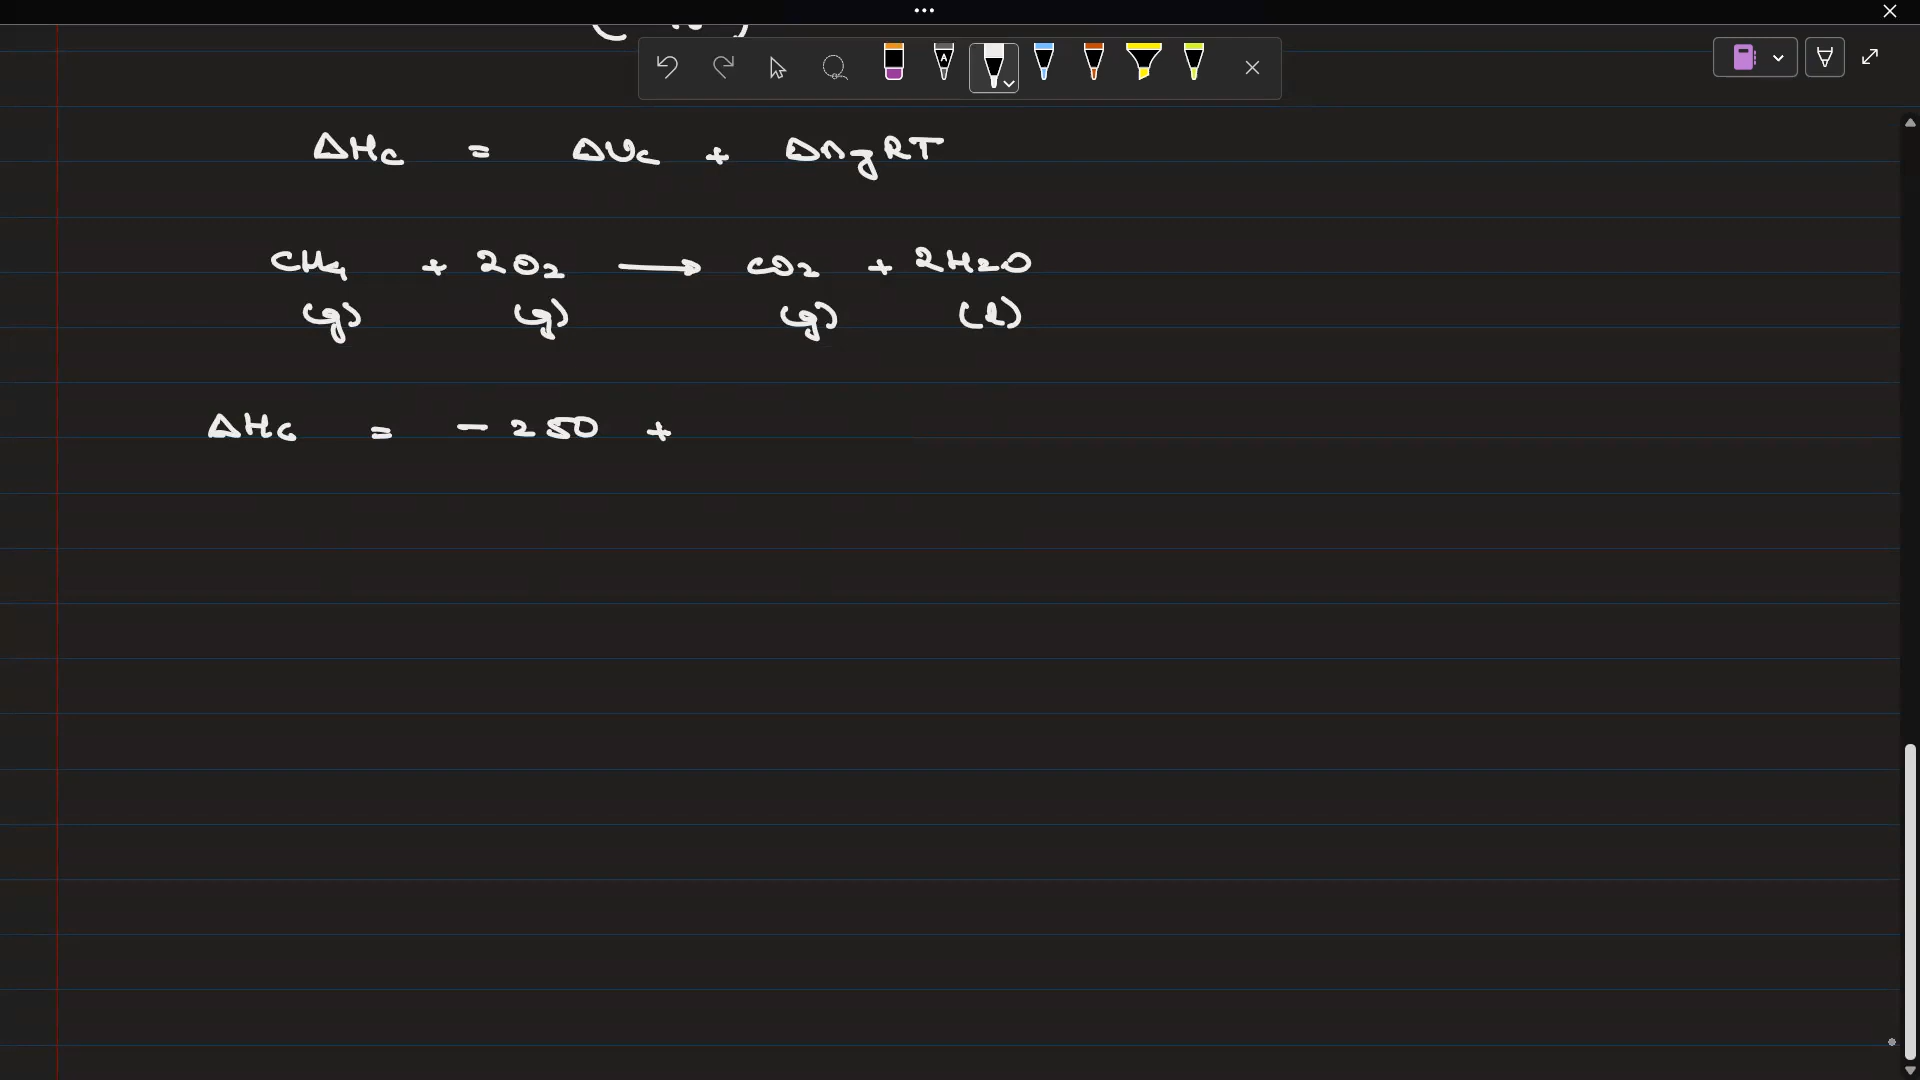 ΔHc = ΔUc + ΔngRT
CH4 + 2O2 → CO2 + 2H2O
(g) (g) (g) (l)
ΔHc = - 250 +